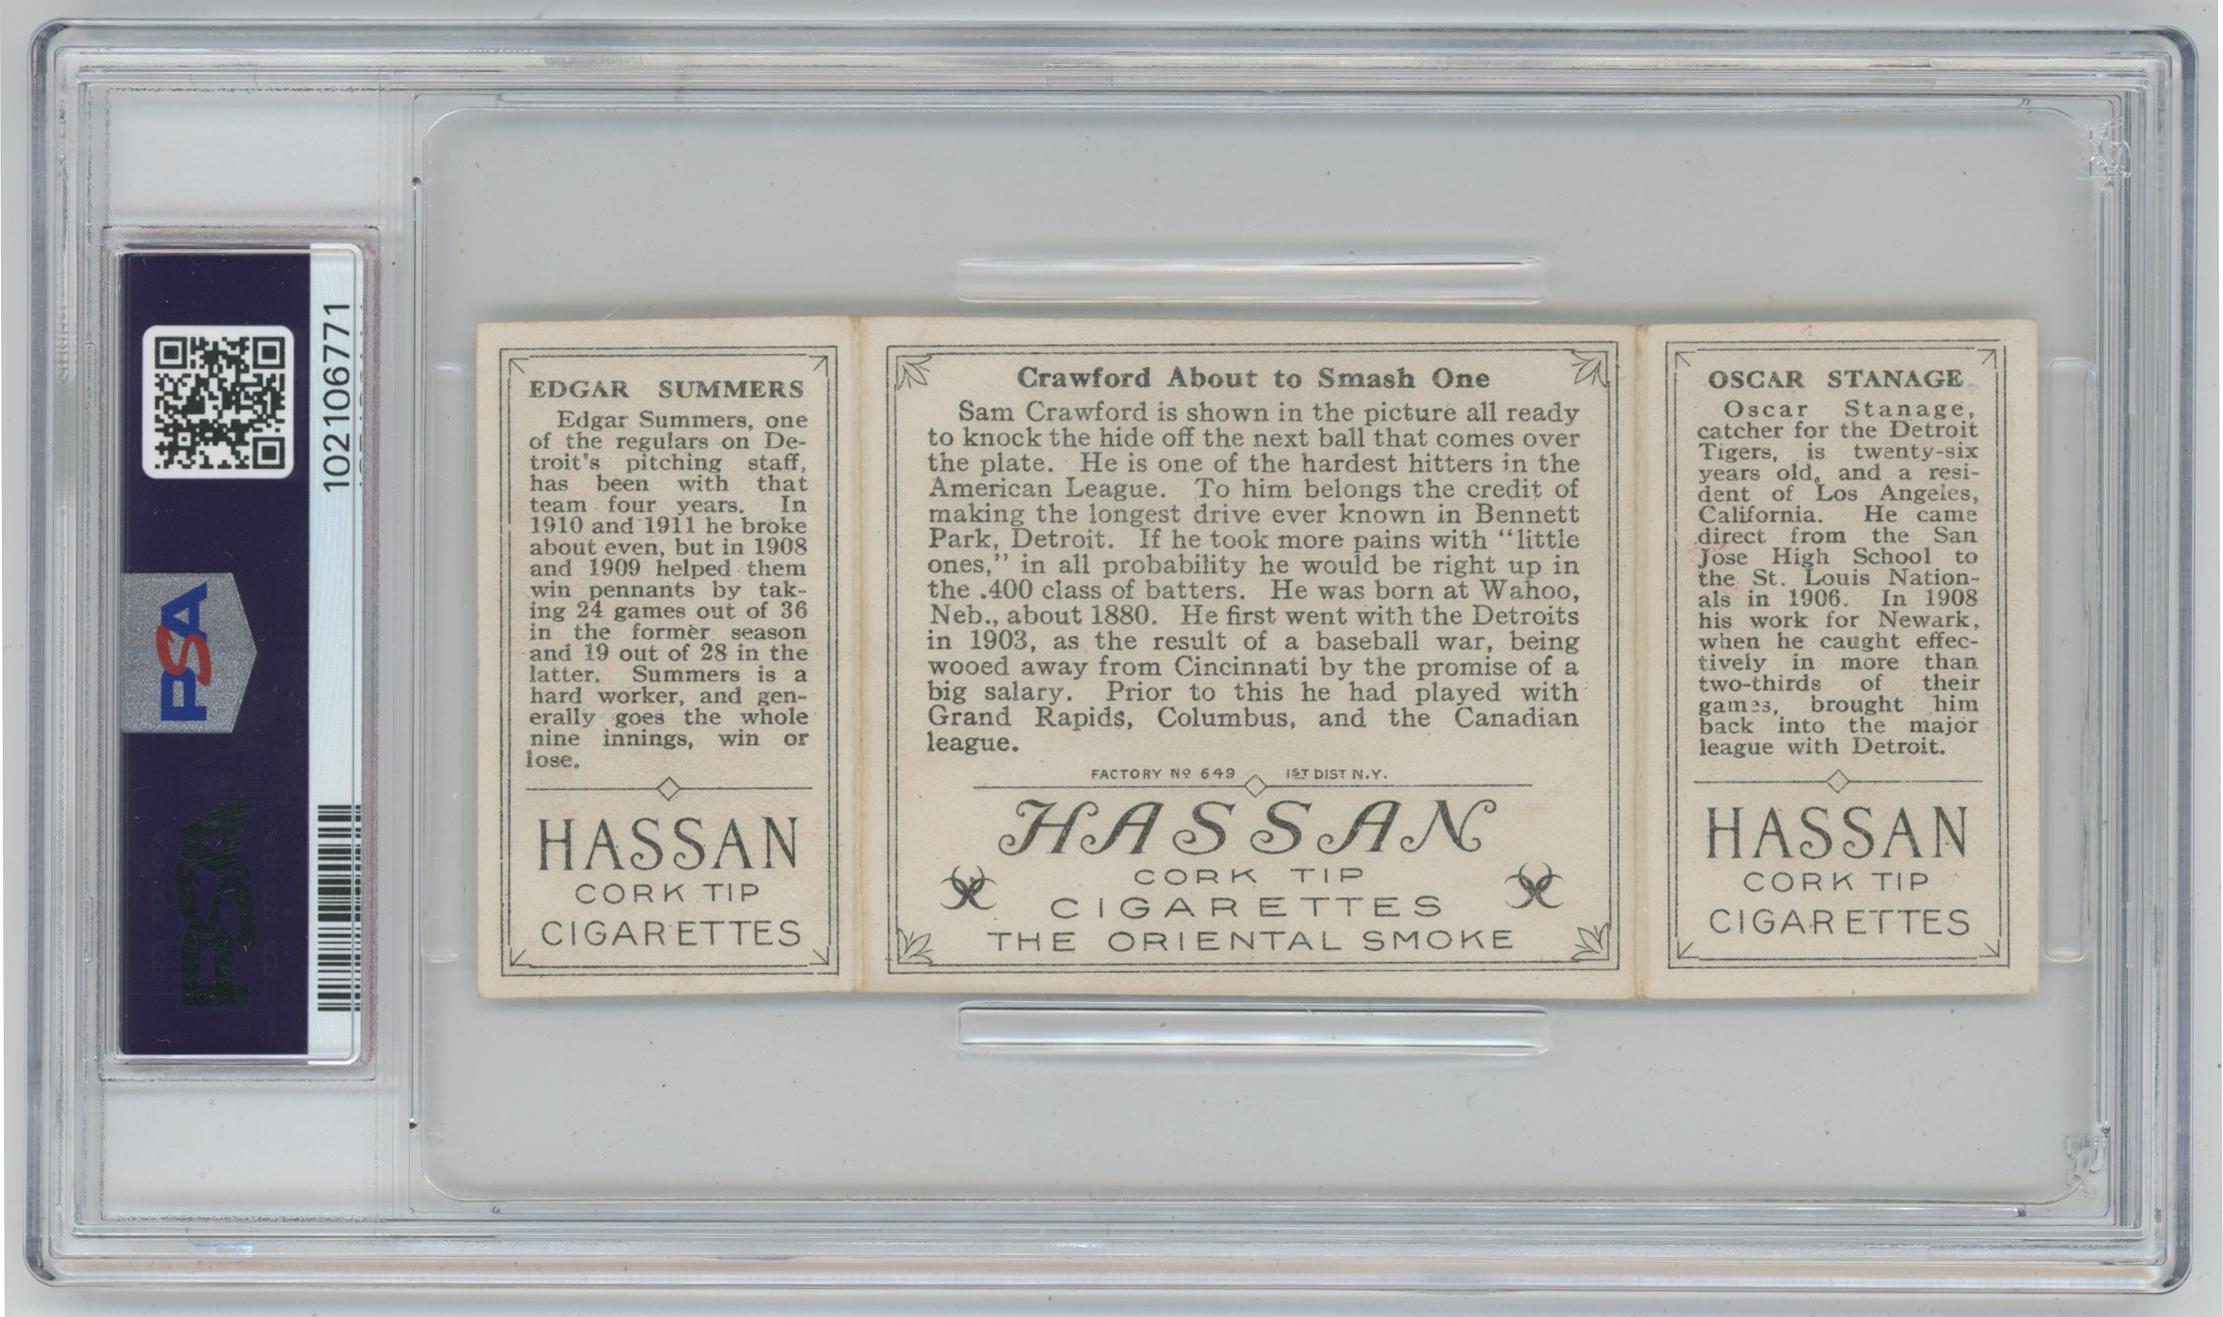 102106771
PSA
PSA
EDGAR SUMMERS
Edgar Summers, one
of the regulars on De-
troit's pitching staff,
has been with that
team four years. In
1910 and 1911 he broke
about even, but in 1908
and 1909 helped them
win pennants by tak-
ing 24 games out of 36
in the former season
and 19 out of 28 in the
latter. Summers is a
hard worker, and gen-
erally goes the whole
nine innings, win or
lose.
HASSAN
CORK TIP
CIGARETTES
Crawford About to Smash One
Sam Crawford is shown in the picture all ready
to knock the hide off the next ball that comes over
the plate. He is one of the hardest hitters in the
American League. To him belongs the credit of
making the longest drive ever known in Bennett
Park, Detroit. If he took more pains with "little
ones," in all probability he would be right up in
the .400 class of batters. He was born at Wahoo,
Neb., about 1880. He first went with the Detroits
in 1903, as the result of a baseball war, being
wooed away from Cincinnati by the promise of a
big salary. Prior to this he had played with
Grand Rapids, Columbus, and the Canadian
league.
FACTORY Nº 649 1ST DIST N.Y.
HASSAN
CORK TIP
CIGARETTES
THE ORIENTAL SMOKE
OSCAR STANAGE
Oscar Stanage,
catcher for the Detroit
Tigers, is twenty-six
years old, and a resi-
dent of Los Angeles,
California. He came
direct from the San
Jose High School to
the St. Louis Nation-
als in 1906. In 1908
his work for Newark,
when he caught effec-
tively in more than
two-thirds of their
games, brought him
back into the major
league with Detroit.
HASSAN
CORK TIP
CIGARETTES